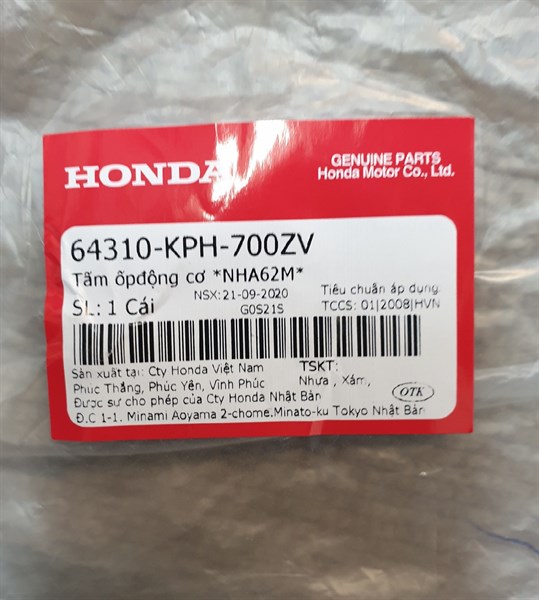 HONDA
GENUINE PARTS
Honda Motor Co., Ltd.
64310-KPH-700ZV
Tấm ốpđộng cơ *NHA62M*
NSX:21-09-2020
Tiêu chuẩn áp dụng:
SL: 1 Cái
G0S21S
TCCS: 01|2008|HVN
Sản xuất tại: Cty Honda Việt Nam
TSKT:
Phúc Thắng, Phúc Yên, Vĩnh Phúc
Nhựa , Xám,
Được sự cho phép của Cty Honda Nhật Bản
OTK
Đ.C 1-1. Minami Aoyama 2-chome.Minato-ku Tokyo Nhật Bản